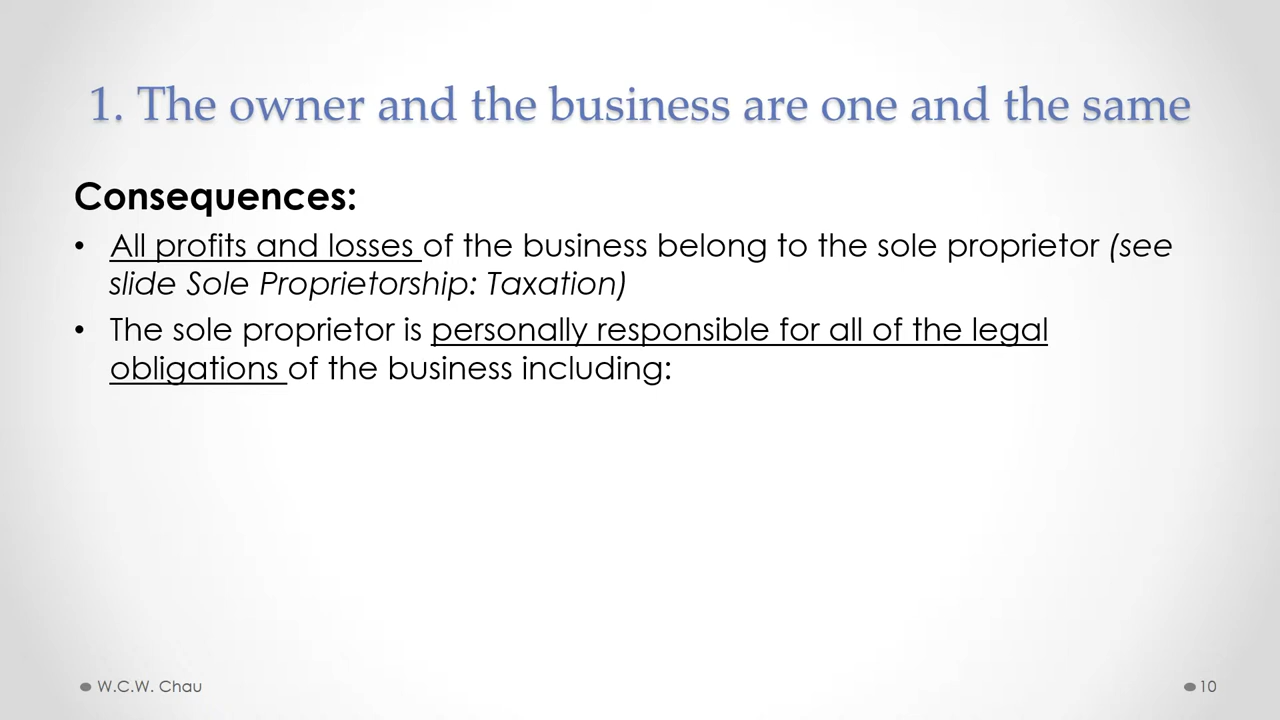 1. The owner and the business are one and the same
Consequences:
• All profits and losses of the business belong to the sole proprietor (see
slide Sole Proprietorship: Taxation)
• The sole proprietor is personally responsible for all of the legal
obligations of the business including:
W.C.W. Chau
10